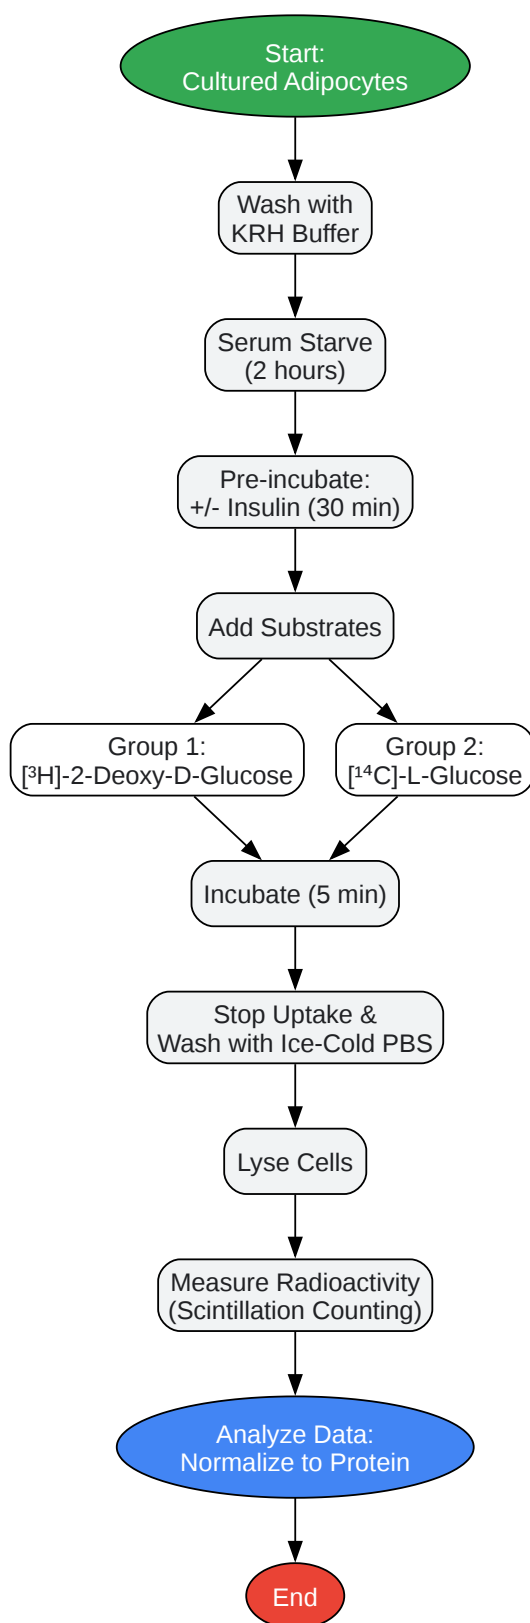 Start:
Cultured Adipocytes
Wash with
KRH Buffer
Serum Starve
(2 hours)
Pre-incubate:
+/- Insulin (30 min)
Add Substrates
Group 1:
[³H]-2-Deoxy-D-Glucose
Group 2:
[¹⁴C]-L-Glucose
Incubate (5 min)
Stop Uptake &
Wash with Ice-Cold PBS
Lyse Cells
Measure Radioactivity
(Scintillation Counting)
Analyze Data:
Normalize to Protein
End